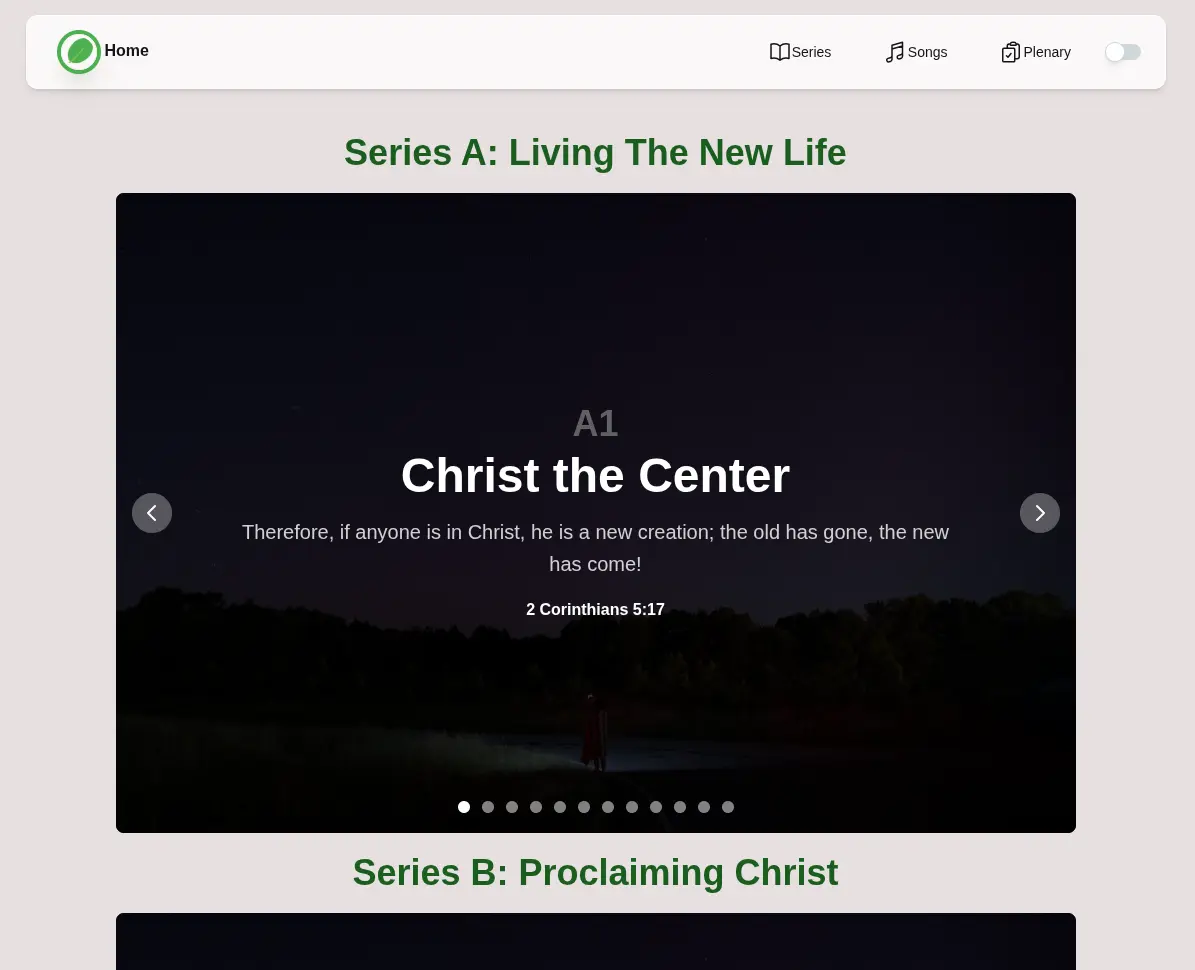 Home
Series
Songs
Plenary
Series A: Living The New Life
A1
Christ the Center
Therefore, if anyone is in Christ, he is a new creation; the old has gone, the new
has come!
2 Corinthians 5:17
Series B: Proclaiming Christ